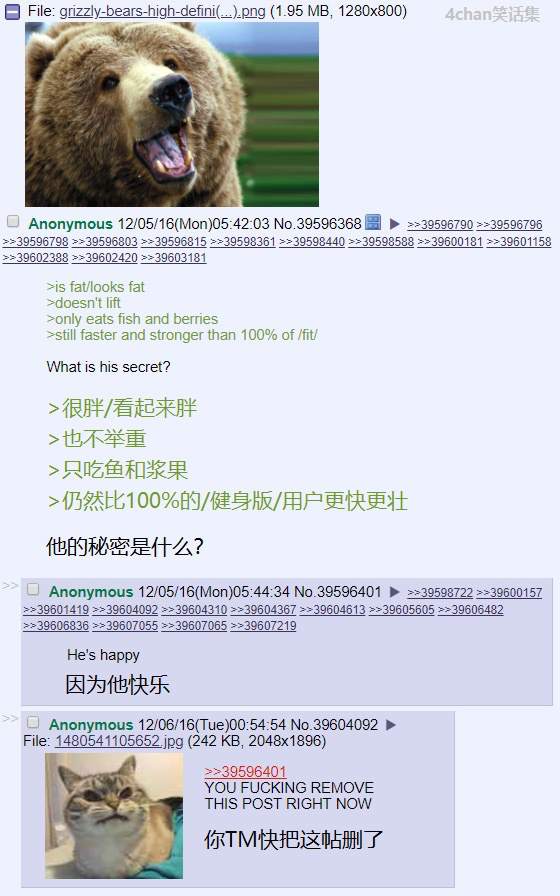 File: grizzly-bears-high-defini(...).png (1.95 MB, 1280x800)
4chan笑话集
Anonymous 12/05/16(Mon)05:42:03 No.39596368 ▶ >>39596790 >>39596796
>>39596798 >>39596803 >>39596815 >>39598361 >>39598440 >>39598588 >>39600181 >>39601158
>>39602388 >>39602420 >>39603181
>is fat/looks fat
>doesn't lift
>only eats fish and berries
>still faster and stronger than 100% of /fit/
What is his secret?
>很胖/看起来胖
>也不举重
>只吃鱼和浆果
>仍然比100%的/健身版/用户更快更壮
他的秘密是什么?
>> Anonymous 12/05/16(Mon)05:44:34 No.39596401 ▶ >>39598722 >>39600157
>>39601419 >>39604092 >>39604310 >>39604367 >>39604613 >>39605605 >>39606482
>>39606836 >>39607055 >>39607065 >>39607219
He's happy
因为他快乐
>> Anonymous 12/06/16(Tue)00:54:54 No.39604092 ▶
File: 1480541105652.jpg (242 KB, 2048x1896)
>>39596401
YOU FUCKING REMOVE
THIS POST RIGHT NOW
你TM快把这帖删了